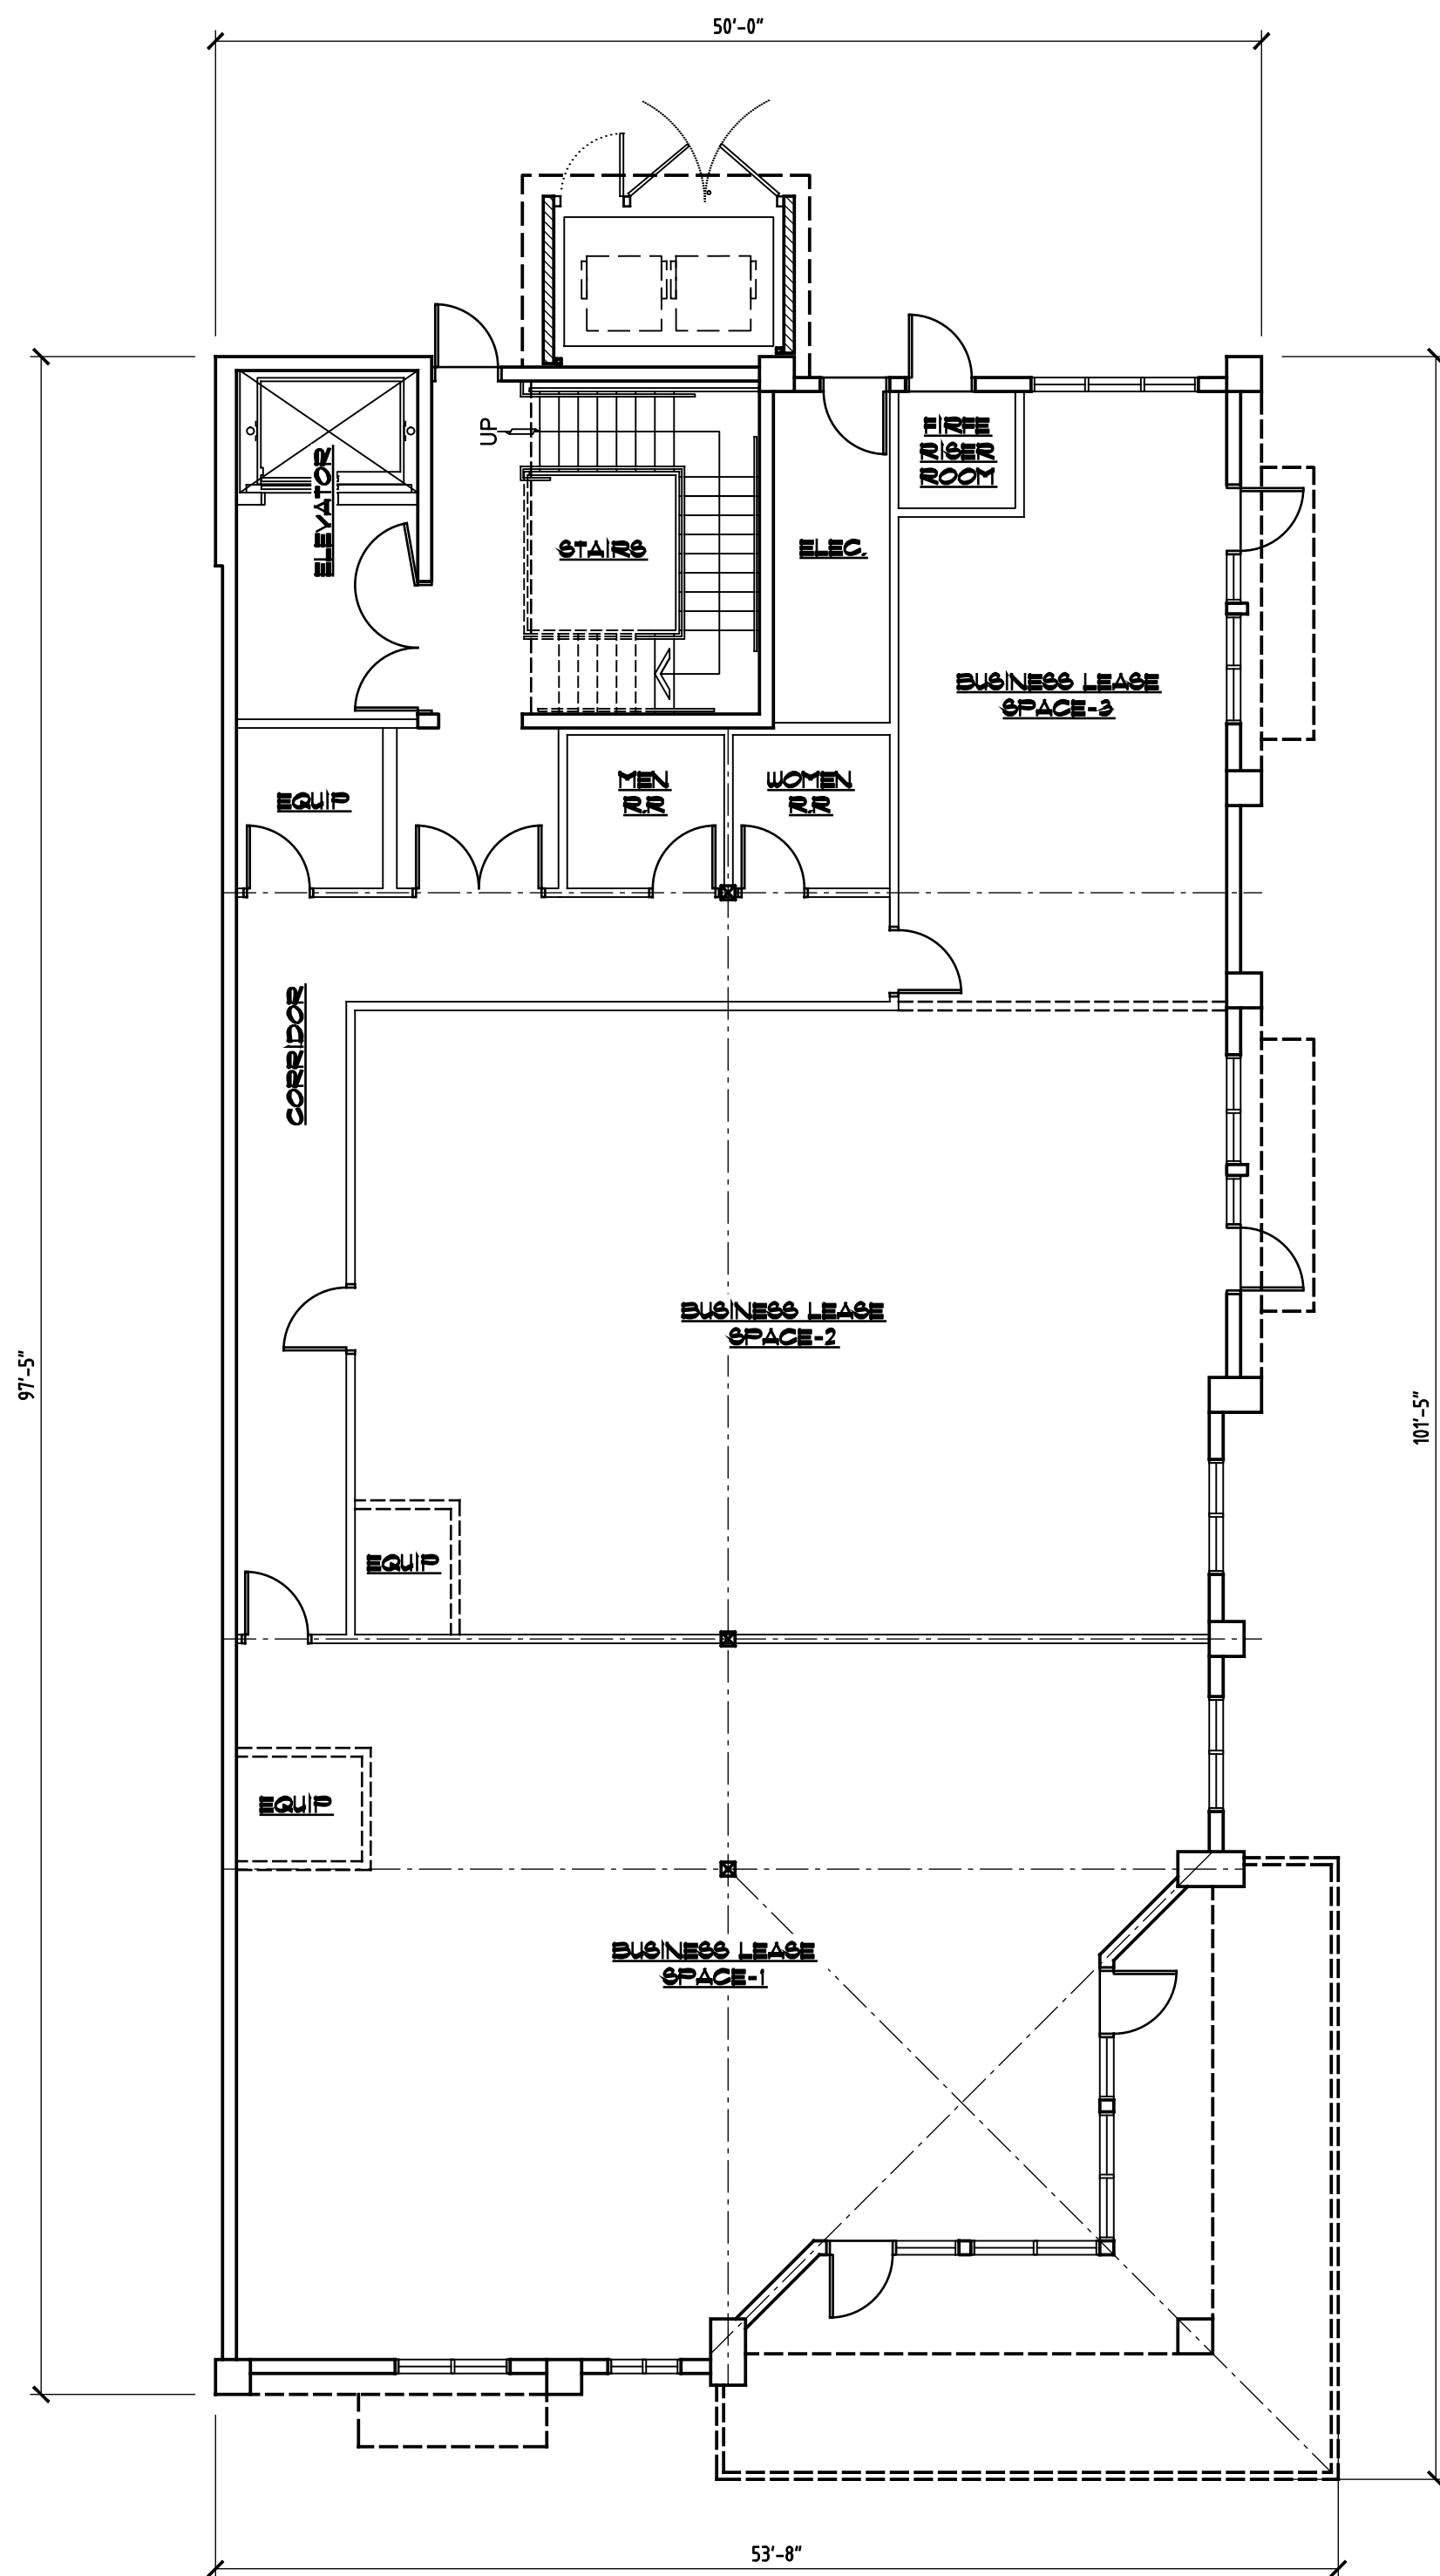 50'-0"
UP
FIRE
RISER
ROOM
ELEVATOR
STAIRS
ELEC.
BUSINESS LEASE
SPACE-3
EQUIP
MEN
R.R
WOMEN
R.R
CORRIDOR
BUSINESS LEASE
SPACE-2
97'-5"
101'-5"
EQUIP
EQUIP
BUSINESS LEASE
SPACE-1
53'-8"